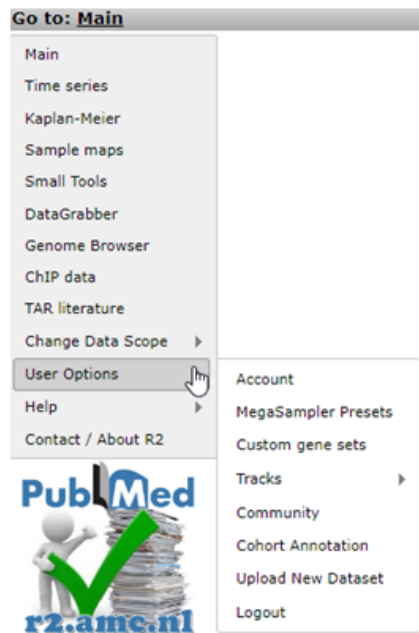 Go to: Main
Main
Time series
Kaplan-Meier
Sample maps
Small Tools
DataGrabber
Genome Browser
ChIP data
TAR literature
Change Data Scope
User Options
Help
Contact / About R2
Account
MegaSampler Presets
Custom gene sets
Tracks
Community
Cohort Annotation
Upload New Dataset
Logout
PubMed
r2.amc.nl